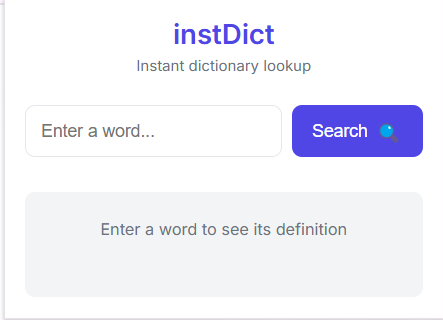 instDict
Instant dictionary lookup
Enter a word...
Search 🔍
Enter a word to see its definition